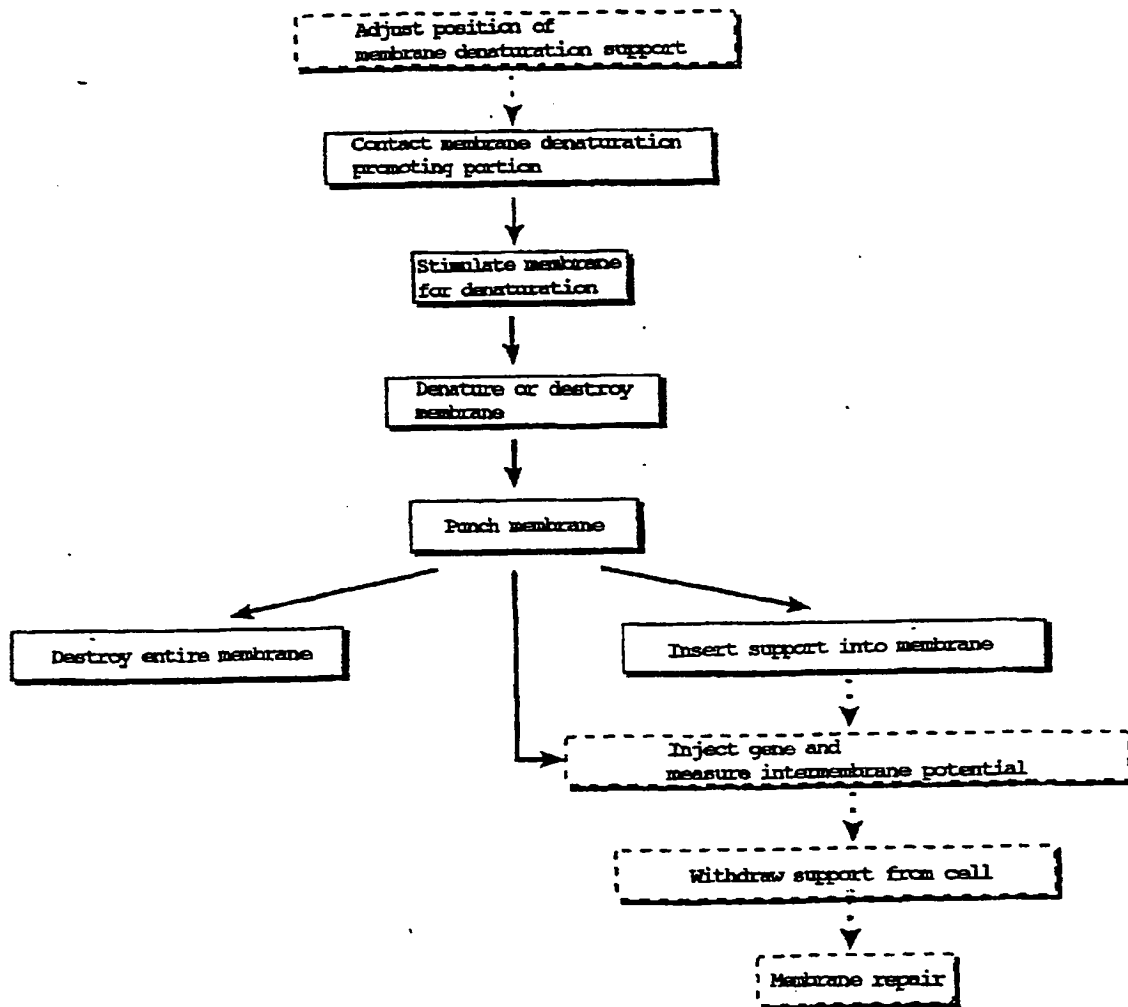 Adjust position of
membrane denaturation support
Contact membrane denaturation
promoting portion
Stimulate membrane
for denaturation
Denature or destroy
membrane
Punch membrane
Destroy entire membrane
Insert support into membrane
Inject gene and
measure intermembrane potential
Withdraw support from cell
Membrane repair